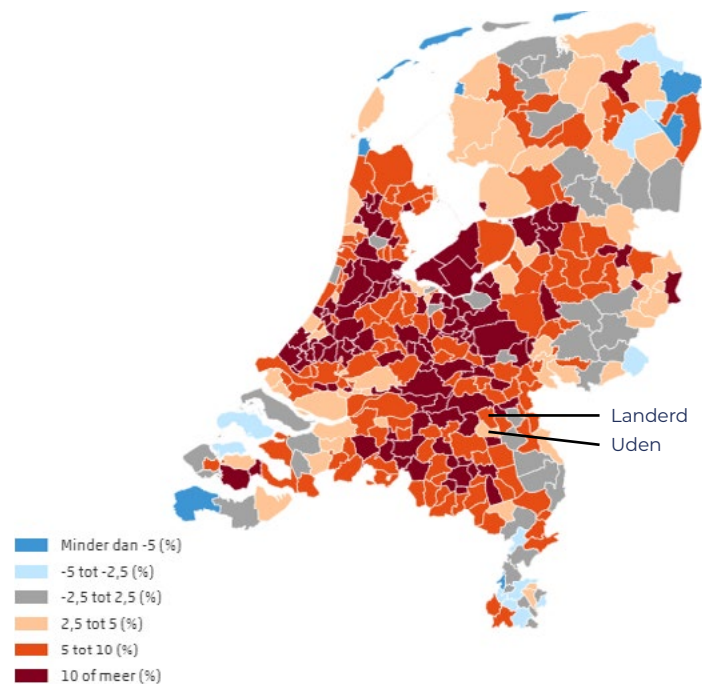 Landerd
Uden
Minder dan -5 (%)
-5 tot -2,5 (%)
-2,5 tot 2,5 (%)
2,5 tot 5 (%)
5 tot 10 (%)
10 of meer (%)